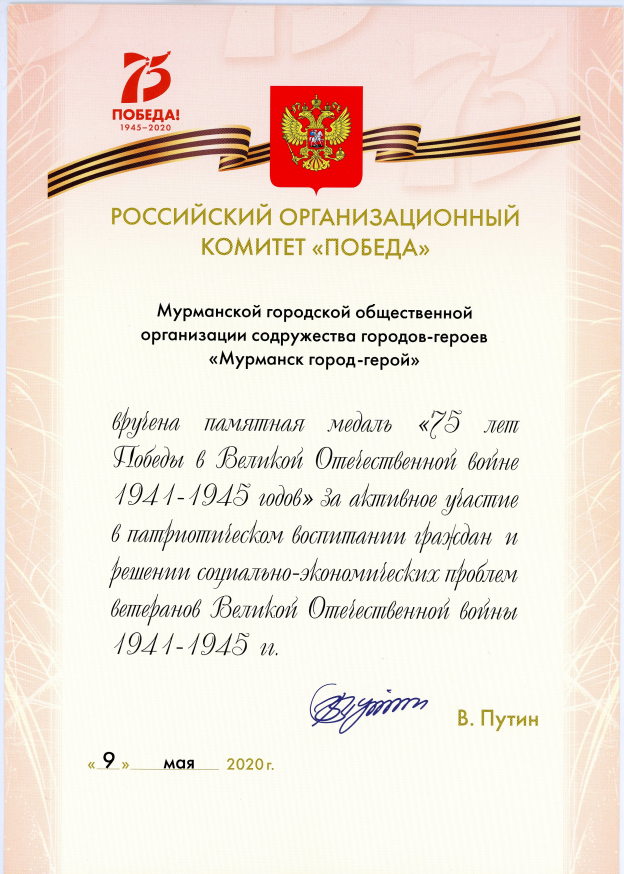 75
ПОБЕДА!
1945–2020
РОССИЙСКИЙ ОРГАНИЗАЦИОННЫЙ
КОМИТЕТ «ПОБЕДА»
Мурманской городской общественной
организации содружества городов-героев
«Мурманск город-герой»
вручена памятная медаль «75 лет
Победы в Великой Отечественной войне
1941-1945 годов» за активное участие
в патриотическом воспитании граждан и
решении социально-экономических проблем
ветеранов Великой Отечественной войны
1941-1945 гг.
В. Путин
«9» мая 2020 г.